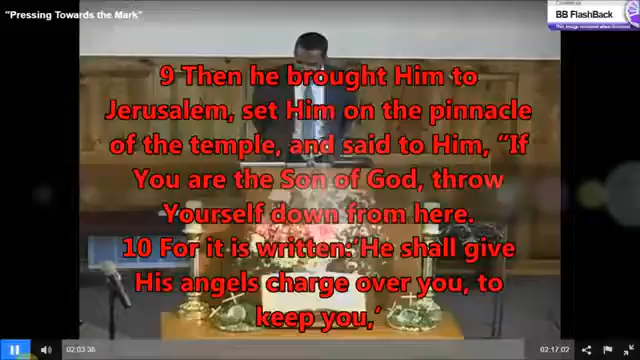 "Pressing Towards the Mark"
BB FlashBack
9 Then he brought Him to
Jerusalem, set Him on the pinnacle
of the temple, and said to Him, “If
You are the Son of God, throw
Yourself down from here.
10 For it is written:‘He shall give
His angels charge over you, to
keep you,’
02:03:36
02:17:02